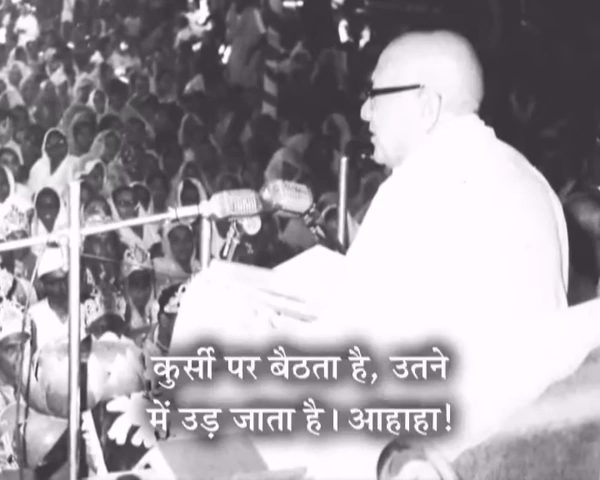 कुर्सी पर बैठता है, उतने
में उड़ जाता है। आहाहा!